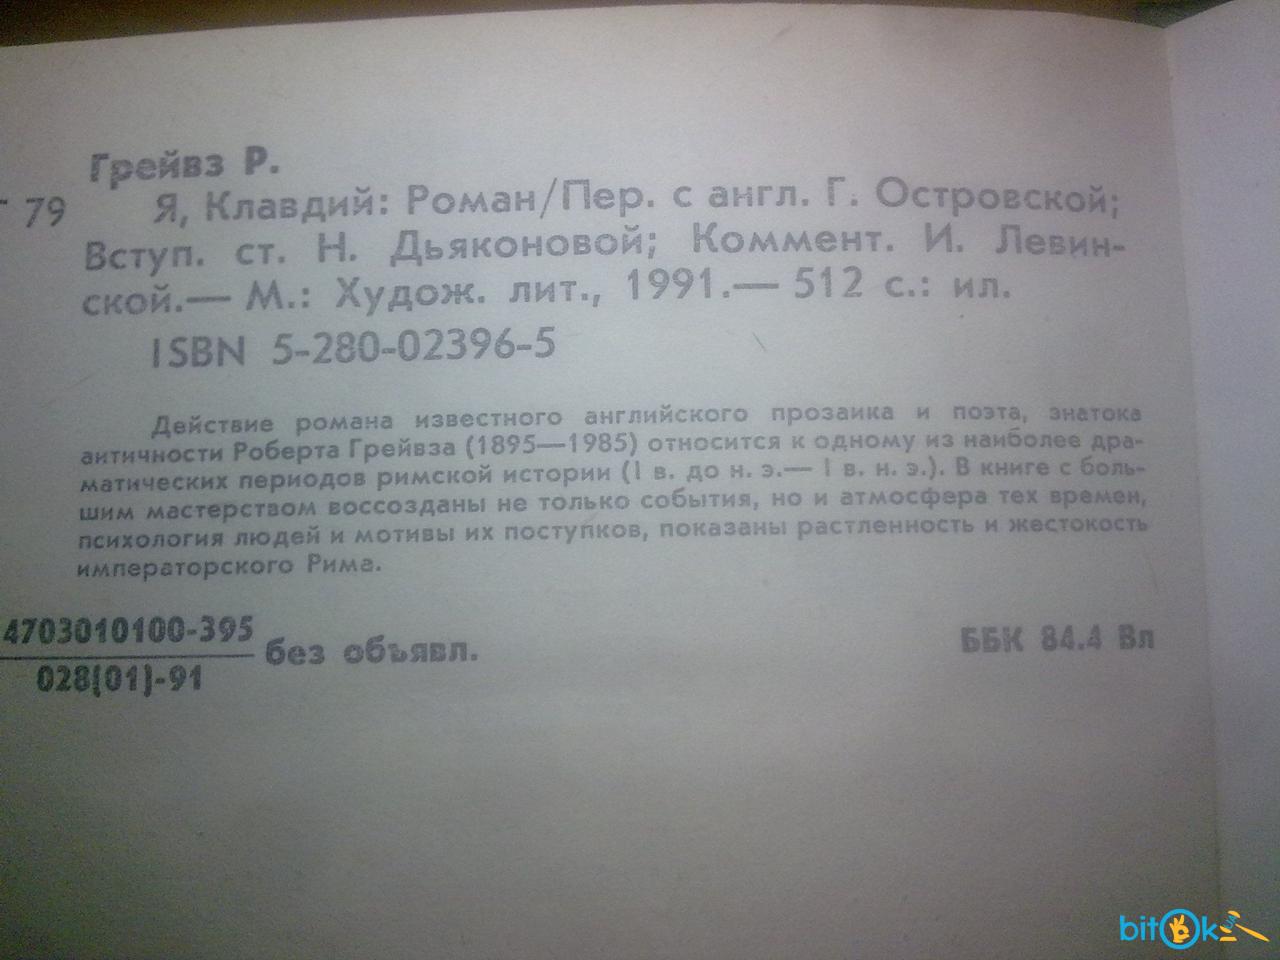 Грейвз Р.
Г 79 Я, Клавдий: Роман/Пер. с англ. Г. Островской;
Вступ. ст. Н. Дьяконовой; Коммент. И. Левин-
ской.— М.: Худож. лит., 1991.— 512 с.: ил.
ISBN 5-280-02396-5
Действие романа известного английского прозаика и поэта, знатока
античности Роберта Грейвза (1895—1985) относится к одному из наиболее дра-
матических периодов римской истории (I в. до н. э.— I в. н. э.). В книге с боль-
шим мастерством воссозданы не только события, но и атмосфера тех времен,
психология людей и мотивы их поступков, показаны растленность и жестокость
императорского Рима.
4703010100-395
028(01)-91
без объявл.
ББК 84.4 Вл
bitOk